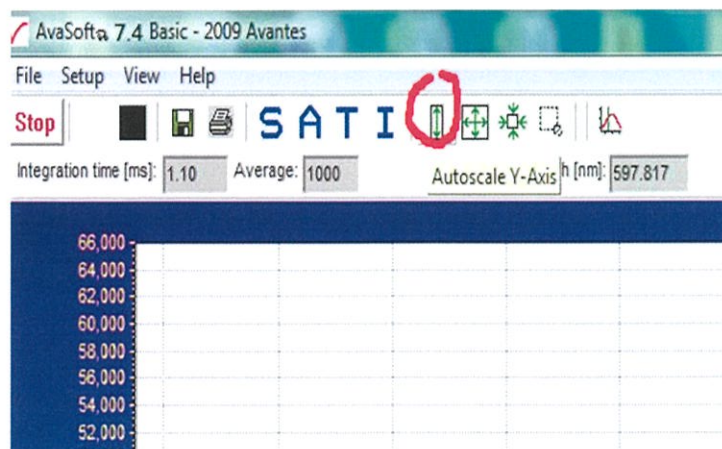 AvaSoft 7.4 Basic - 2009 Avantes
File Setup View Help
Stop S A T I
Integration time [ms]: 1.10 Average: 1000 Autoscale Y-Axis h [nm]: 597.817
66,000
64,000
62,000
60,000
58,000
56,000
54,000
52,000